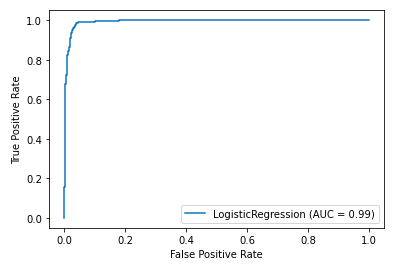 1.0
0.8
0.6
0.4
0.2
0.0
True Positive Rate
LogisticRegression (AUC = 0.99)
0.0 0.2 0.4 0.6 0.8 1.0
False Positive Rate